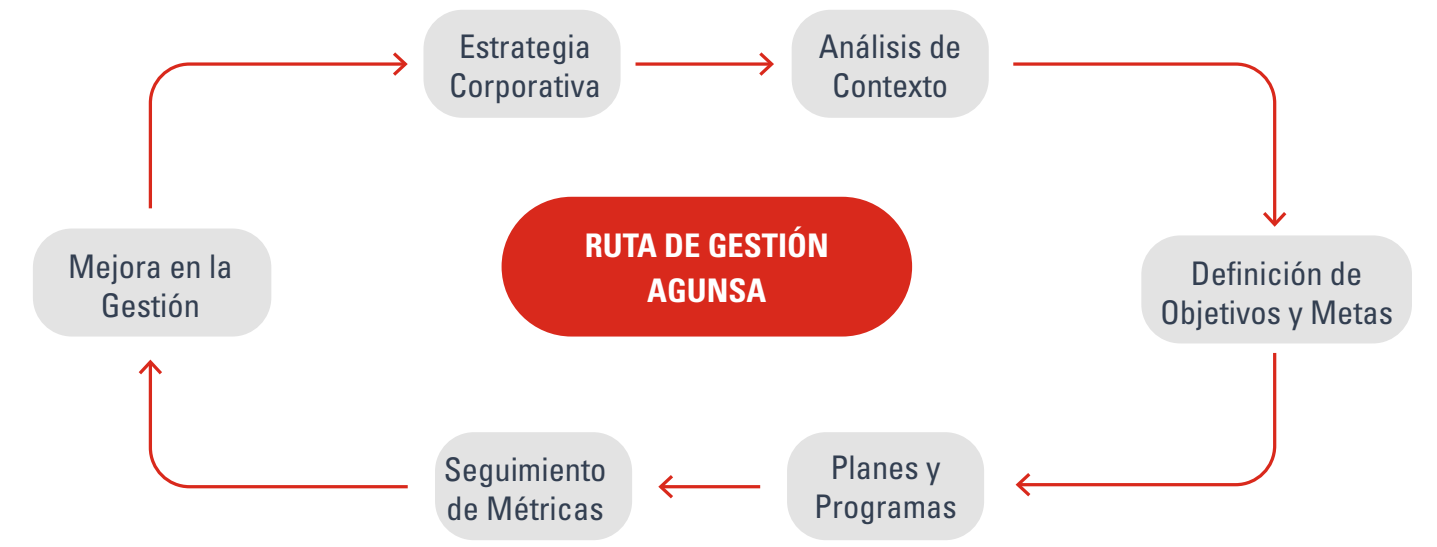 Estrategia
Corporativa
Análisis de
Contexto
RUTA DE GESTIÓN
AGUNSA
Mejora en la
Gestión
Definición de
Objetivos y Metas
Seguimiento
de Métricas
Planes y
Programas